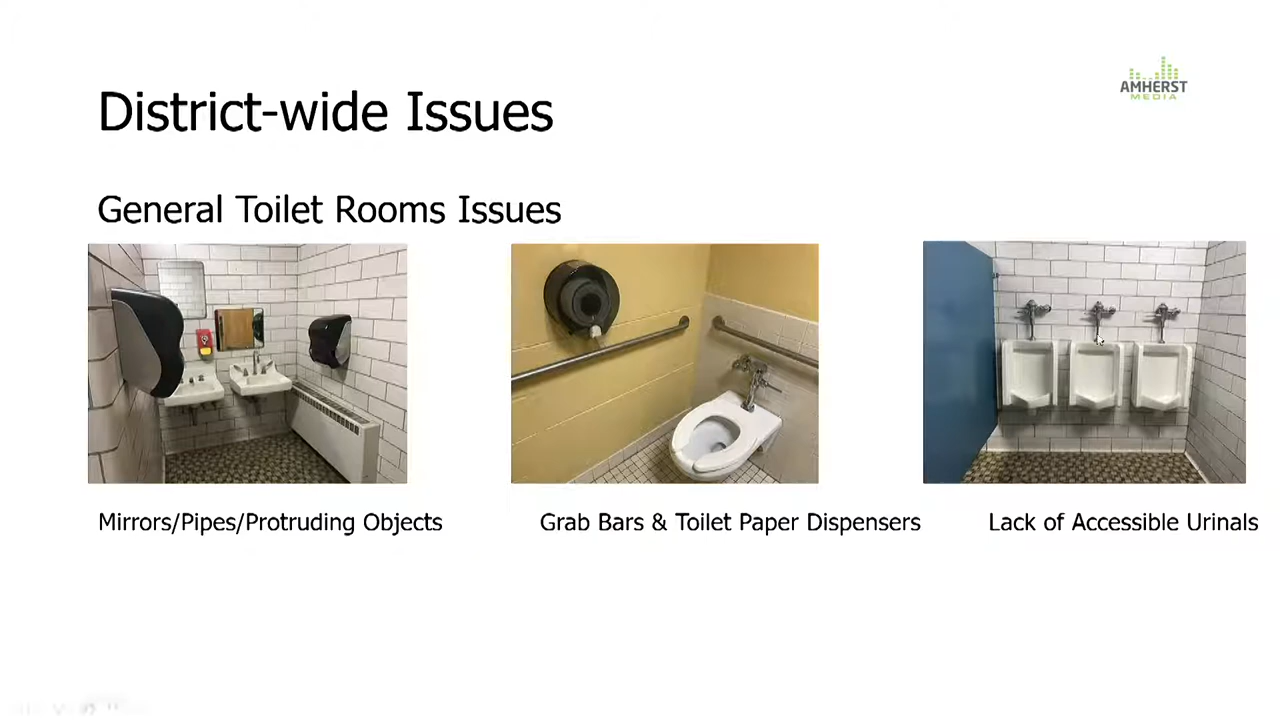 AMHERST
MEDIA
District-wide Issues
General Toilet Rooms Issues
Mirrors/Pipes/Protruding Objects
Grab Bars & Toilet Paper Dispensers
Lack of Accessible Urinals